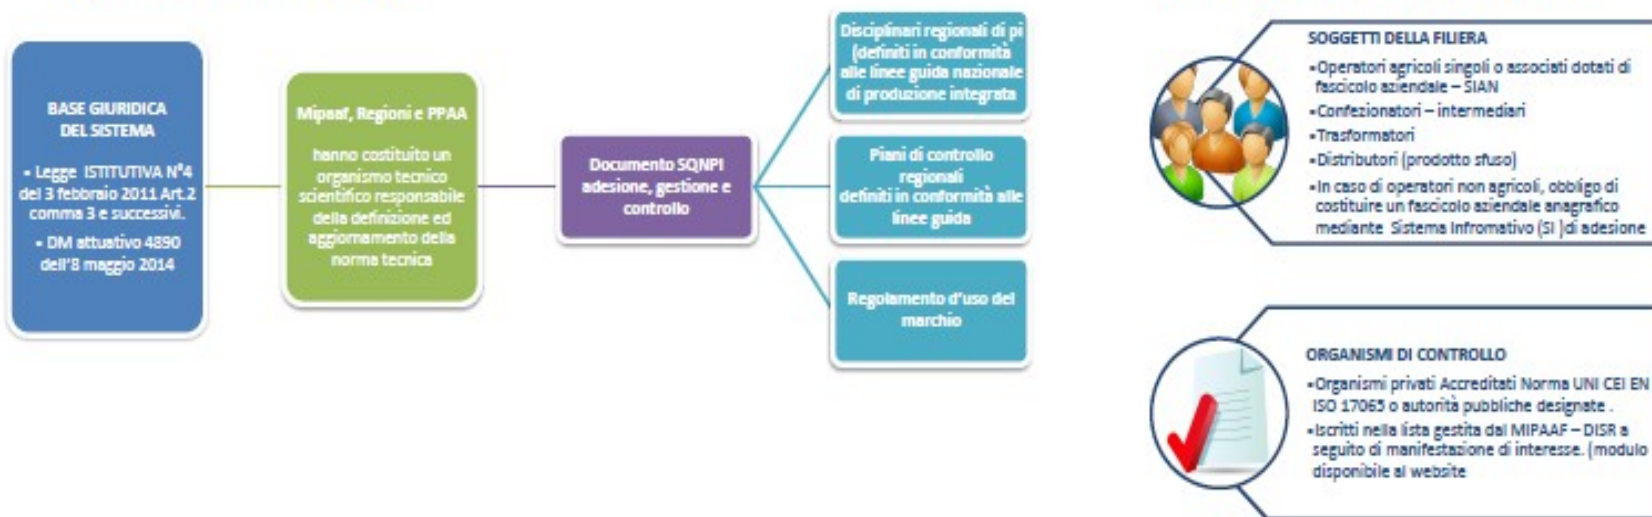 BASE GIURIDICA
DEL SISTEMA
• Legge ISTITUTIVA N°4
del 3 febbraio 2011 Art.2
comma 3 e successivi.
• DM attuativo 4890
dell'8 maggio 2014
Mipaaf, Regioni e PPAA
hanno costituito un
organismo tecnico
scientifico responsabile
della definizione ed
aggiornamento della
norma tecnica
Documento SQNPI
adesione, gestione e
controllo
Disciplinari regionali di pi
(definiti in conformità
alle linee guida nazionale
di produzione integrata
Piani di controllo
regionali
definiti in conformità alle
linee guida
Regolamento d'uso del
marchio
SOGGETTI DELLA FILIERA
▪Operatori agricoli singoli o associati dotati di
fascicolo aziendale – SIAN
▪Confezionatori – intermediari
▪Trasformatori
▪Distributori (prodotto sfuso)
▪In caso di operatori non agricoli, obbligo di
costituire un fascicolo aziendale anagrafico
mediante Sistema Infromativo (SI )di adesione
ORGANISMI DI CONTROLLO
▪Organismi privati Accreditati Norma UNI CEI EN
ISO 17065 o autorità pubbliche designate .
▪Iscritti nella lista gestita dal MIPAAF – DISR a
seguito di manifestazione di interesse. (modulo
disponibile al website